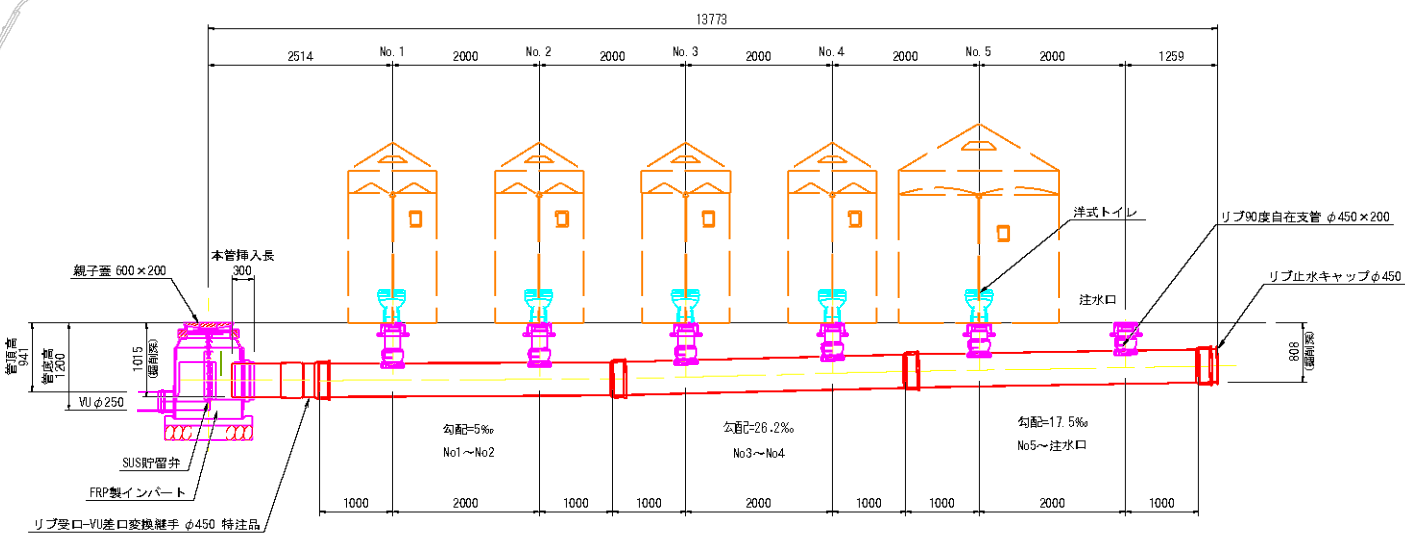 13773
2514
No. 1
2000
No. 2
2000
No. 3
2000
No. 4
2000
No. 5
2000
1259
洋式トイレ
リブ90度自在支管 φ450×200
本管挿入長
300
親子蓋 600×200
注水口
リブ止水キャップφ450
管頂高
941
管底高
1200
1015
(掘削深)
808
(掘削深)
VUφ250
勾配=5‰
No1～No2
勾配=26.2‰
No3～No4
勾配=17.5‰
No5～注水口
SUS貯留弁
FRP製インバート
リブ受口-VU差口変換継手 φ450 特注品
1000
2000
1000
1000
2000
1000
1000
2000
1000